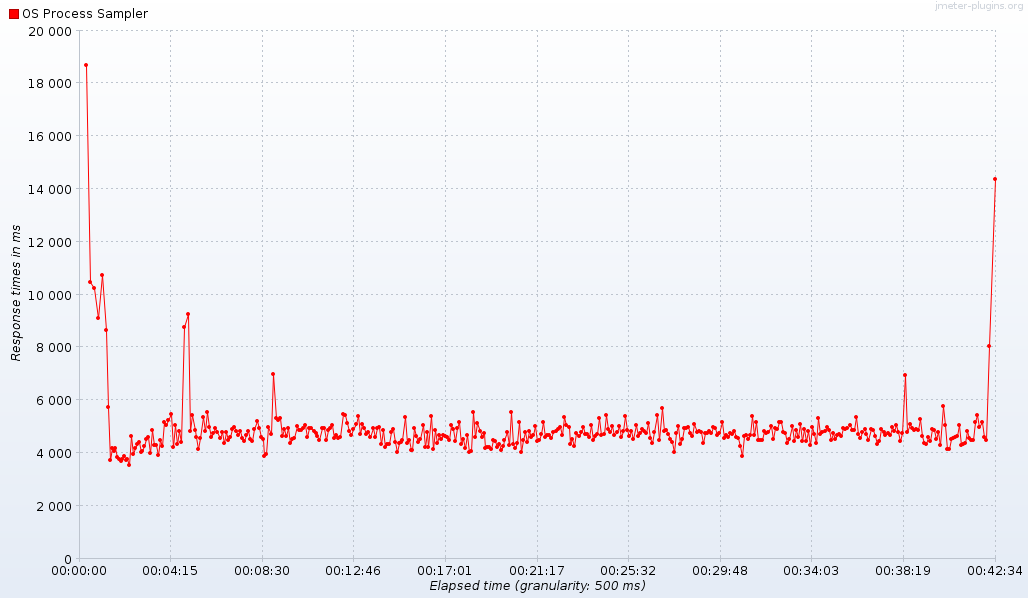 OS Process Sampler
jmeter-plugins.org
20 000
18 000
16 000
14 000
12 000
10 000
8 000
6 000
4 000
2 000
0
Response times in ms
00:00:00 00:04:15 00:08:30 00:12:46 00:17:01 00:21:17 00:25:32 00:29:48 00:34:03 00:38:19 00:42:34
Elapsed time (granularity: 500 ms)